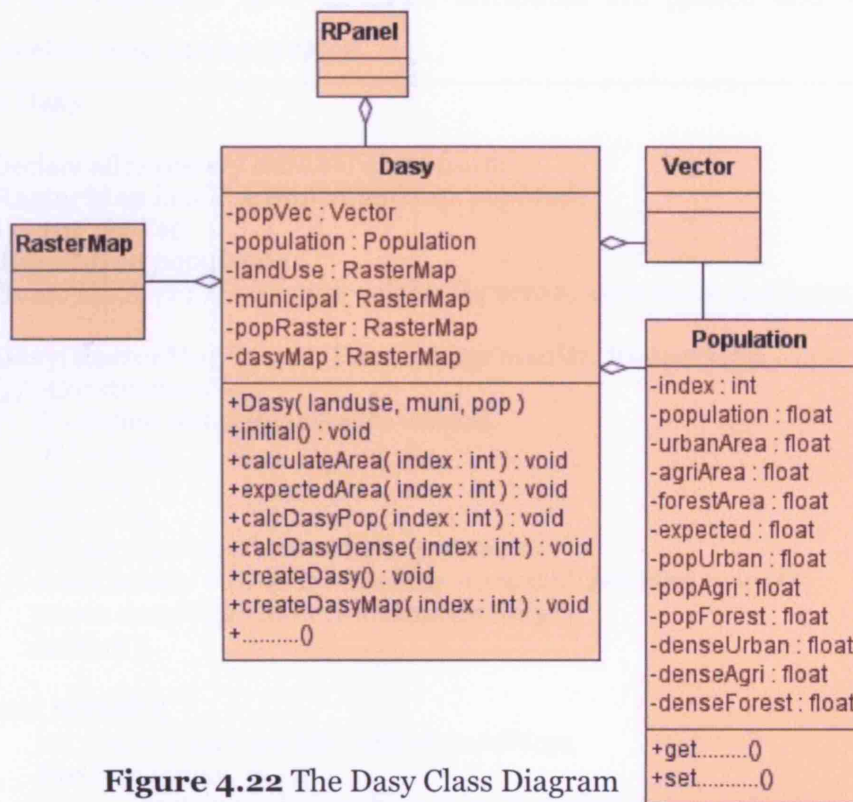 RPanel
Dasy
-popVec : Vector
-population : Population
-landUse : RasterMap
-municipal : RasterMap
-popRaster : RasterMap
-dasyMap : RasterMap
+Dasy( landuse, muni, pop )
+initial() : void
+calculateArea( index : int ) : void
+expectedArea( index : int ) : void
+calcDasyPop( index : int ) : void
+calcDasyDense( index : int ) : void
+createDasy() : void
+createDasyMap( index : int ) : void
+..........()
Vector
RasterMap
Population
-index : int
-population : float
-urbanArea : float
-agriArea : float
-forestArea : float
-expected : float
-popUrban : float
-popAgri : float
-popForest : float
-denseUrban : float
-denseAgri : float
-denseForest : float
+get.........()
+set.........()
Figure 4.22 The Dasy Class Diagram